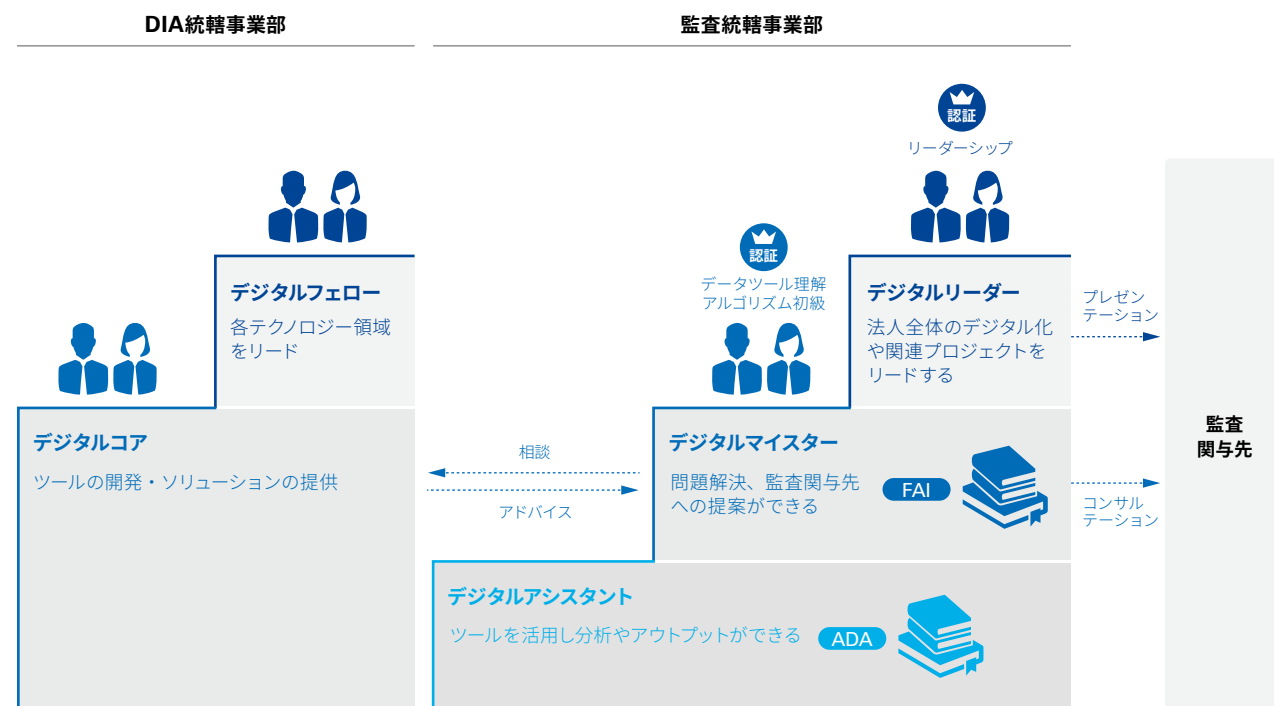 DIA統轄事業部
監査統轄事業部
認証
リーダーシップ
認証
データツール理解
アルゴリズム初級
デジタルフェロー
各テクノロジー領域
をリード
デジタルリーダー
法人全体のデジタル化
や関連プロジェクトを
リードする
プレゼン
テーション
デジタルコア
ツールの開発・ソリューションの提供
相談
アドバイス
デジタルマイスター
問題解決、監査関与先
への提案ができる
FAI
コンサル
テーション
監査
関与先
デジタルアシスタント
ツールを活用し分析やアウトプットができる
ADA